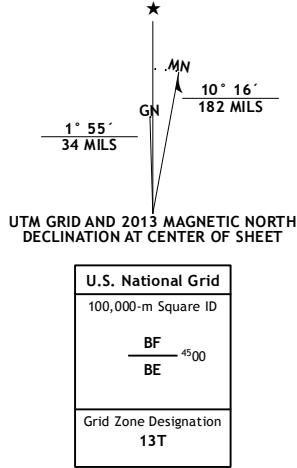 ★
MN
GN
10° 16´
182 MILS
1° 55´
34 MILS
UTM GRID AND 2013 MAGNETIC NORTH
DECLINATION AT CENTER OF SHEET
U.S. National Grid
100,000-m Square ID
BF
4500
BE
Grid Zone Designation
13T